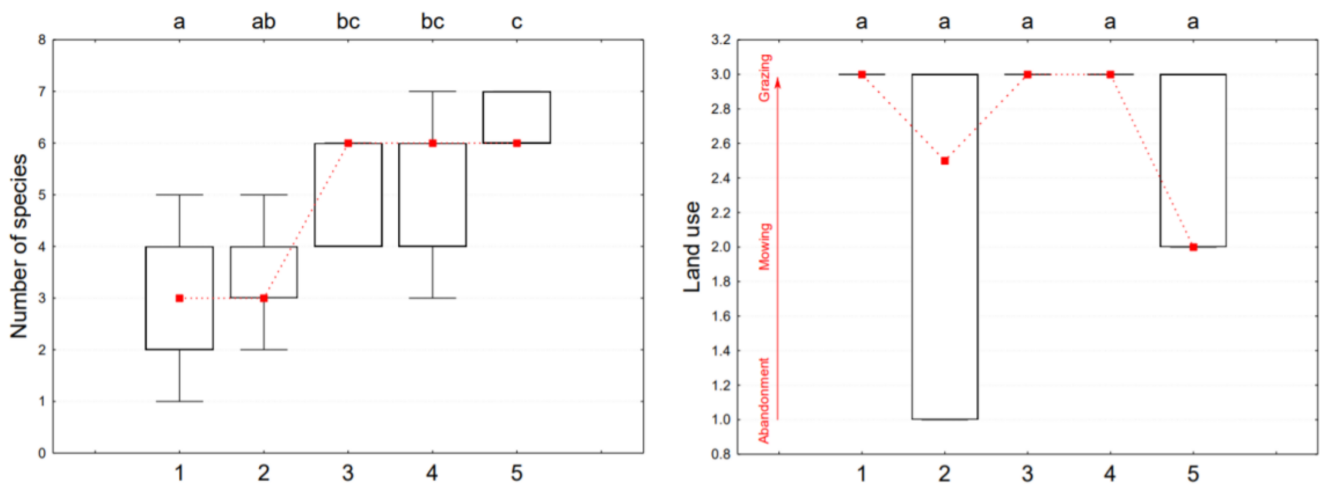 a ab bc bc c
8
7
6
5
4
3
2
1
0
Number of species
1 2 3 4 5
a a a a a
3.2
3.0
2.8
2.6
2.4
2.2
2.0
1.8
1.6
1.4
1.2
1.0
0.8
Land use
Grazing
Mowing
Abandonment
1 2 3 4 5